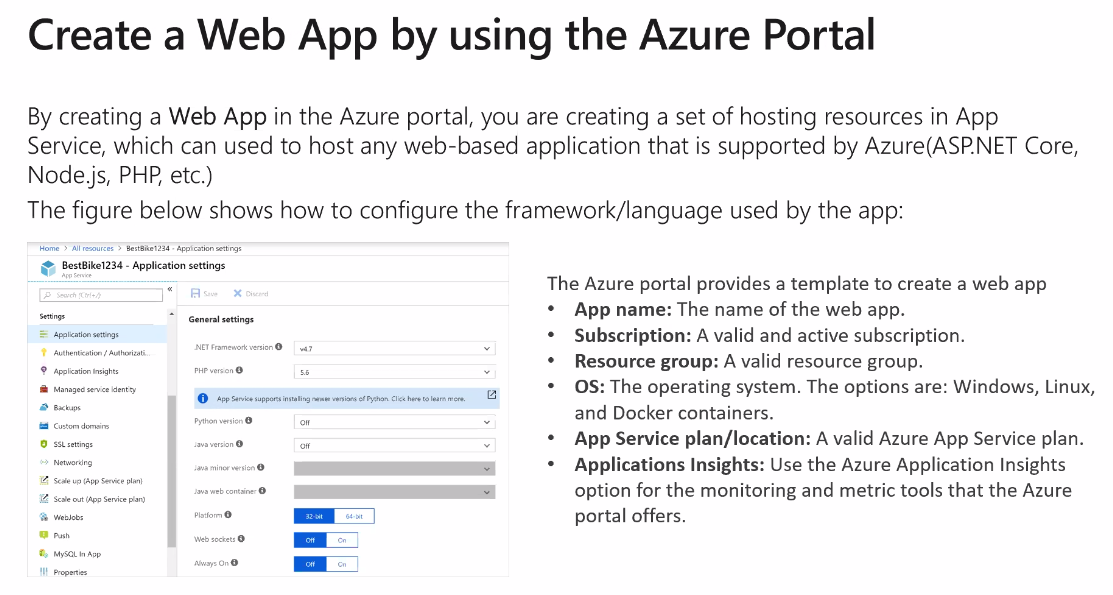 Create a Web App by using the Azure Portal
By creating a Web App in the Azure portal, you are creating a set of hosting resources in App
Service, which can used to host any web-based application that is supported by Azure(ASP.NET Core,
Node.js, PHP, etc.)
The figure below shows how to configure the framework/language used by the app:
Home > All resources > BestBike1234 - Application settings
BestBike1234 - Application settings
App Service
Search (Ctrl+/)
«
Save
Discard
Settings
Application settings
Authentication / Authorizati...
Application Insights
Managed service identity
Backups
Custom domains
SSL settings
Networking
Scale up (App Service plan)
Scale out (App Service plan)
WebJobs
Push
MySQL In App
Properties
General settings
.NET Framework version
v4.7
PHP version
5.6
App Service supports installing newer versions of Python. Click here to learn more.
Python version
Off
Java version
Off
Java minor version
Java web container
Platform
32-bit 64-bit
Web sockets
Off On
Always On
Off On
The Azure portal provides a template to create a web app
• App name: The name of the web app.
• Subscription: A valid and active subscription.
• Resource group: A valid resource group.
• OS: The operating system. The options are: Windows, Linux,
and Docker containers.
• App Service plan/location: A valid Azure App Service plan.
• Applications Insights: Use the Azure Application Insights
option for the monitoring and metric tools that the Azure
portal offers.